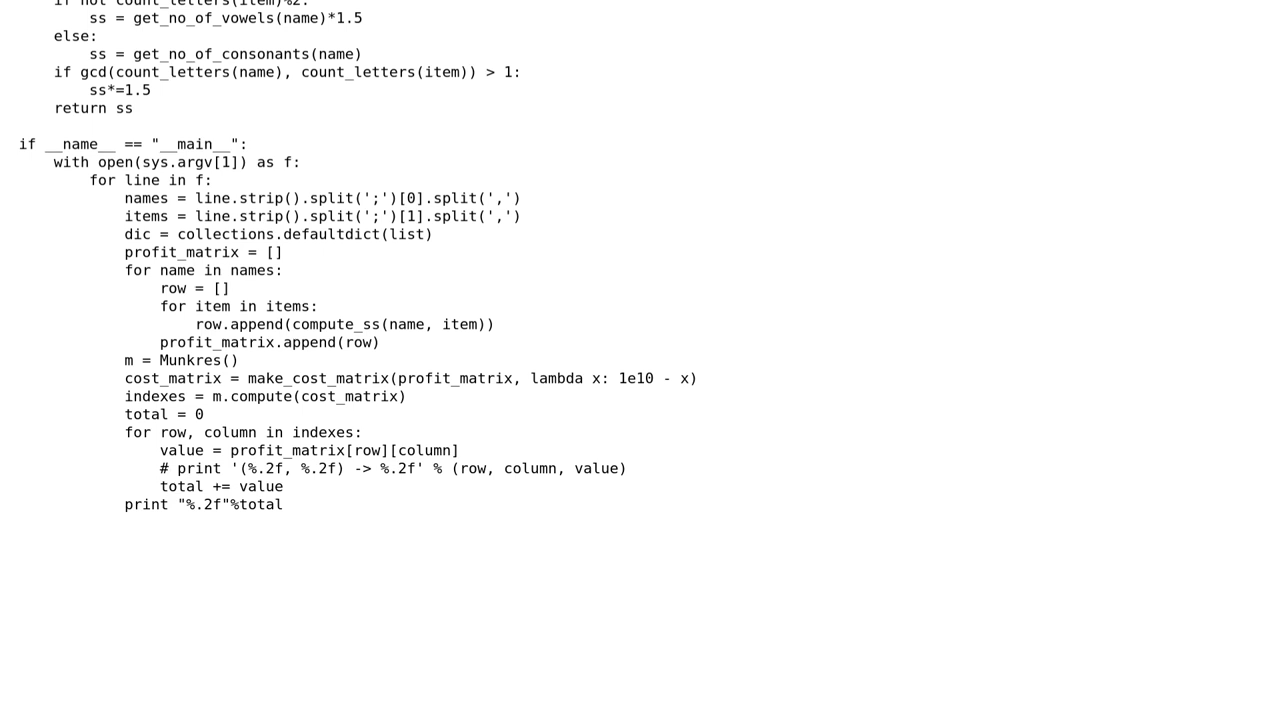 if not count_letters(item)%2:
        ss = get_no_of_vowels(name)*1.5
    else:
        ss = get_no_of_consonants(name)
    if gcd(count_letters(name), count_letters(item)) > 1:
        ss*=1.5
    return ss

if __name__ == "__main__":
    with open(sys.argv[1]) as f:
        for line in f:
            names = line.strip().split(';')[0].split(',')
            items = line.strip().split(';')[1].split(',')
            dic = collections.defaultdict(list)
            profit_matrix = []
            for name in names:
                row = []
                for item in items:
                    row.append(compute_ss(name, item))
                profit_matrix.append(row)
            m = Munkres()
            cost_matrix = make_cost_matrix(profit_matrix, lambda x: 1e10 - x)
            indexes = m.compute(cost_matrix)
            total = 0
            for row, column in indexes:
                value = profit_matrix[row][column]
                # print '(%.2f, %.2f) -> %.2f' % (row, column, value)
                total += value
            print "%.2f"%total